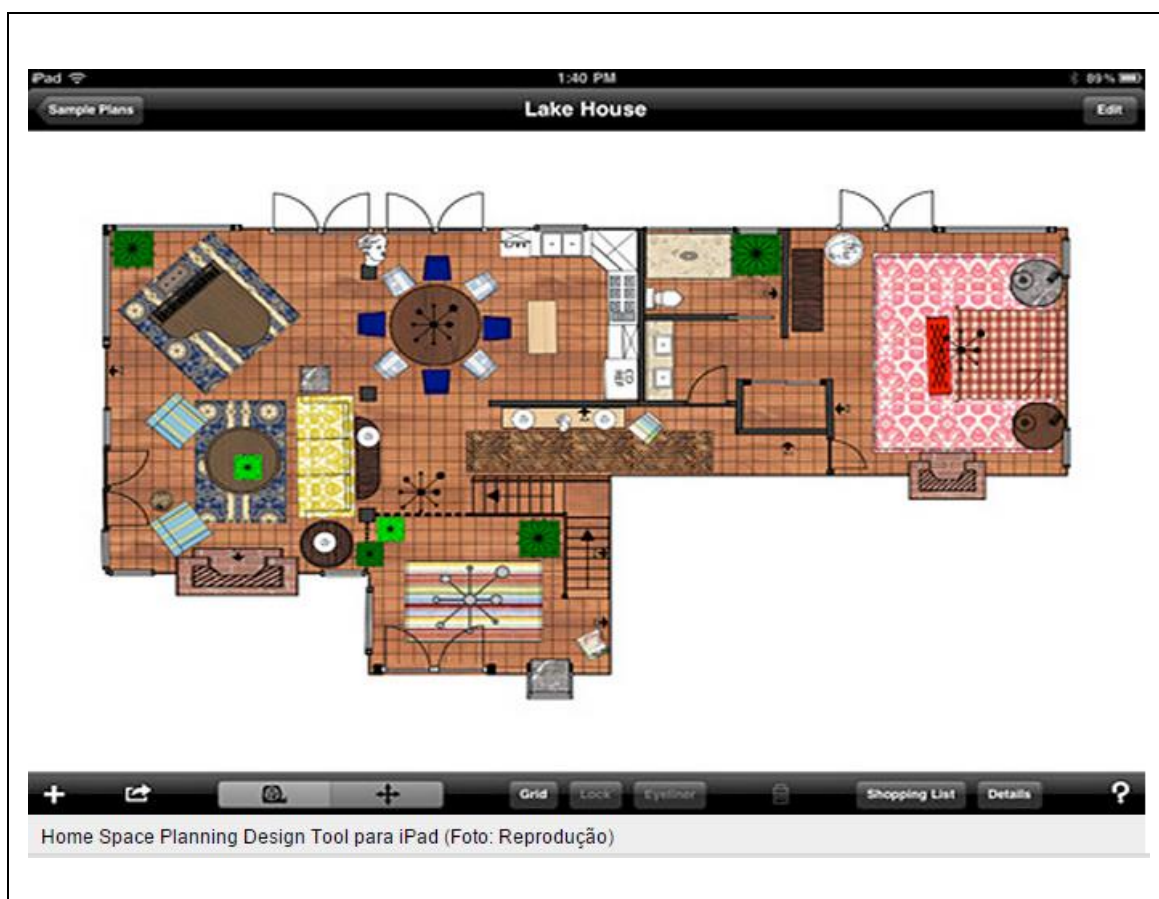 iPad 1:40 PM 89%
Sample Plans Lake House Edit
Grid Lock Eyeliner Shopping List Details ?
Home Space Planning Design Tool para iPad (Foto: Reprodução)